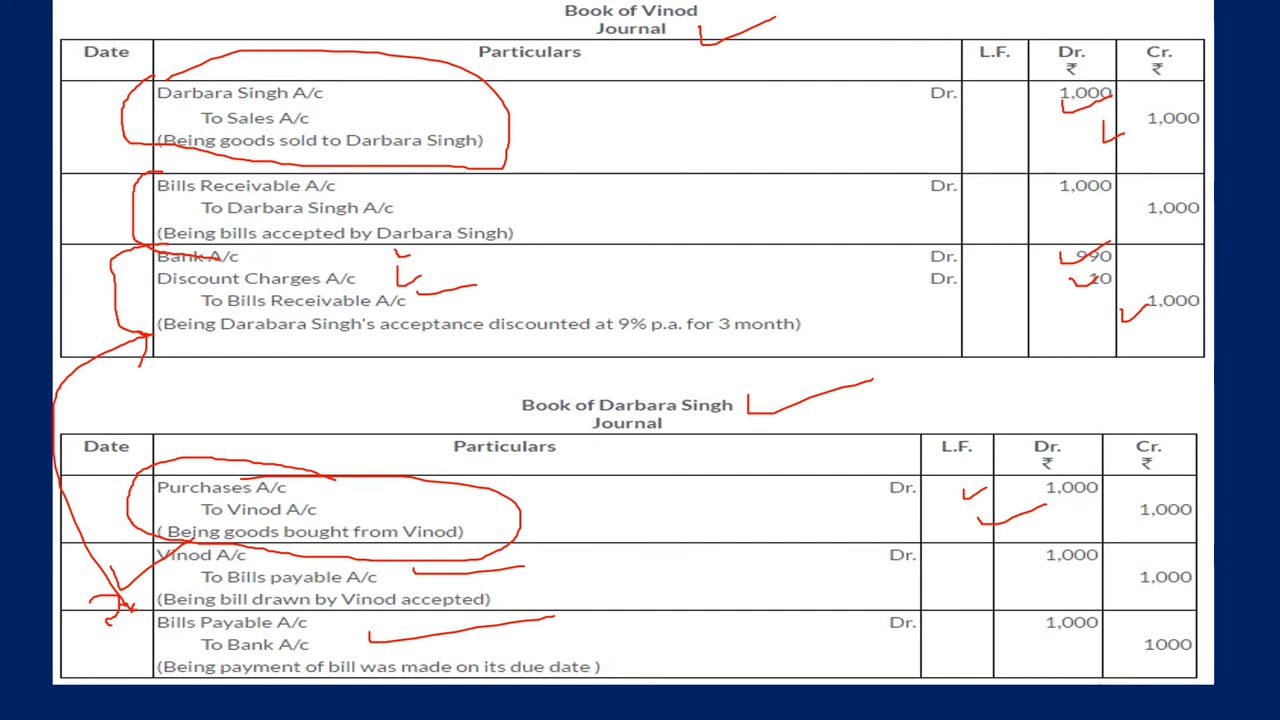 Book of Vinod
Journal
Date Particulars L.F. Dr. Cr.
₹ ₹
Darbara Singh A/c Dr. 1,000
To Sales A/c 1,000
(Being goods sold to Darbara Singh)
Bills Receivable A/c Dr. 1,000
To Darbara Singh A/c 1,000
(Being bills accepted by Darbara Singh)
Bank A/c Dr. 990
Discount Charges A/c Dr. 10
To Bills Receivable A/c 1,000
(Being Darabara Singh's acceptance discounted at 9% p.a. for 3 month)
Book of Darbara Singh
Journal
Date Particulars L.F. Dr. Cr.
₹ ₹
Purchases A/c Dr. 1,000
To Vinod A/c 1,000
( Being goods bought from Vinod)
Vinod A/c Dr. 1,000
To Bills payable A/c 1,000
(Being bill drawn by Vinod accepted)
Bills Payable A/c Dr. 1,000
To Bank A/c 1000
(Being payment of bill was made on its due date )